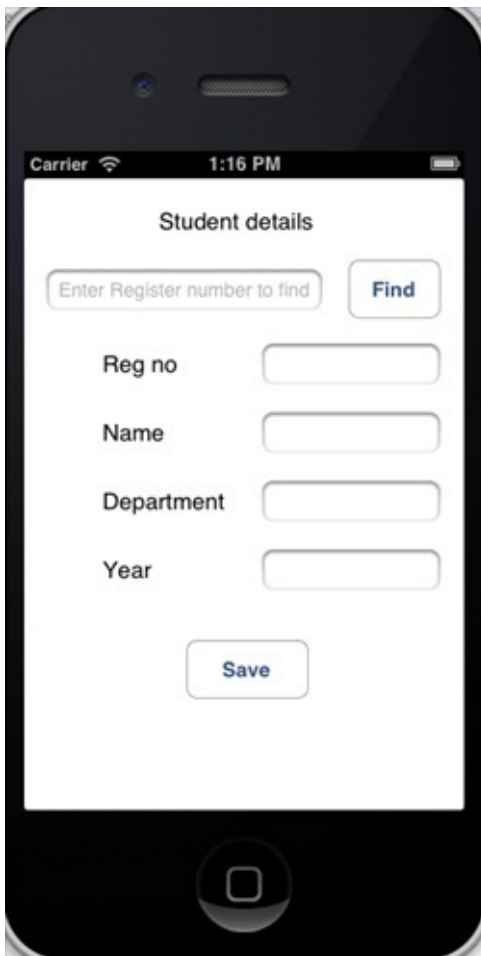 Carrier 1:16 PM
Student details
Enter Register number to find Find
Reg no
Name
Department
Year
Save